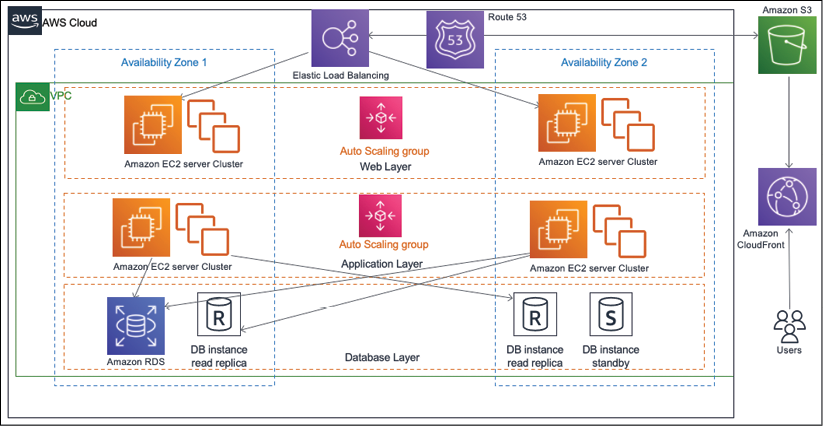 aws
AWS Cloud
Route 53
53
Amazon S3
Elastic Load Balancing
Availability Zone 1
Availability Zone 2
VPC
Auto Scaling group
Amazon EC2 server Cluster
Amazon EC2 server Cluster
Web Layer
Auto Scaling group
Amazon
CloudFront
Amazon EC2 server Cluster
Application Layer
Amazon EC2 server Cluster
R
R
S
Amazon RDS
DB instance
read replica
Database Layer
DB instance
read replica
DB instance
standby
Users